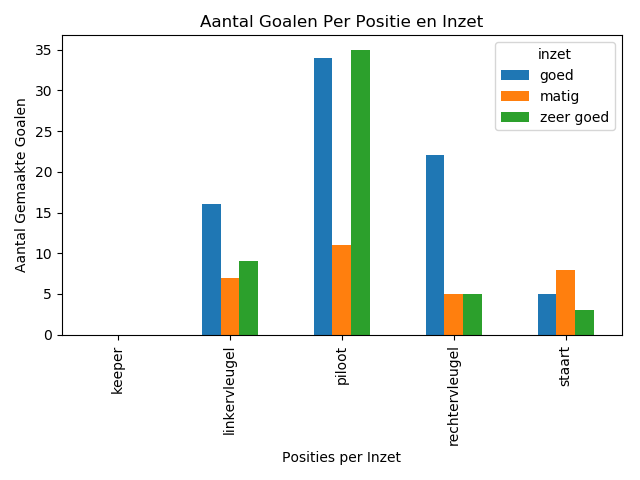 Aantal Goalen Per Positie en Inzet
Aantal Gemaakte Goalen
35
30
25
20
15
10
5
0
inzet
goed
matig
zeer goed
keeper
linkervleugel
piloot
rechtervleugel
staart
Posities per Inzet